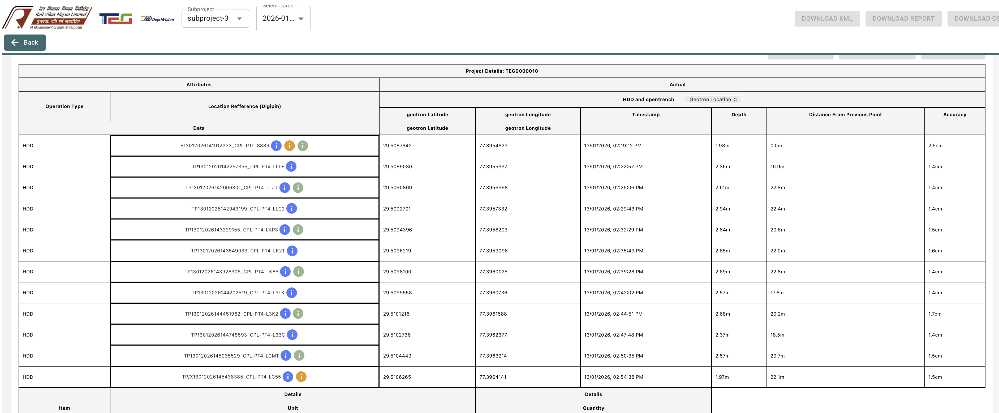 रेल विकास निगम लिमिटेड
Rail Vikas Nigam Limited
गुणवत्ता, गति एवं पारदर्शिता
(A Government of India Enterprise)
TRANS TEG
DepthVision
Subproject
subproject-3
Select Dates
2026-01...
DOWNLOAD KML
DOWNLOAD REPORT
DOWNLOAD CS
Back
Project Details: TEG0000010
Attributes Actual
Operation Type Location Refference (Digipin) HDD and opentrench Geotron Location
geotron Latitude geotron Longitude Timestamp Depth Distance From Previous Point Accuracy
Data geotron Latitude geotron Longitude
HDD E13012026141912332_CPL-PTL-8889 i i i 29.5087642 77.3954623 13/01/2026, 02:19:12 PM 1.98m 0.0m 2.5cm
HDD TP13012026142257355_CPL-PT4-LLLF i 29.5089030 77.3955337 13/01/2026, 02:22:57 PM 2.36m 16.9m 1.4cm
HDD TP13012026142606301_CPL-PT4-LLJT i i 29.5090869 77.3956368 13/01/2026, 02:26:06 PM 2.61m 22.8m 1.4cm
HDD TP13012026142943199_CPL-PT4-LLC2 i 29.5092701 77.3957332 13/01/2026, 02:29:43 PM 2.94m 22.4m 1.4cm
HDD TP13012026143229155_CPL-PT4-LKP3 i i 29.5094396 77.3958203 13/01/2026, 02:32:29 PM 2.84m 20.6m 1.5cm
HDD TP13012026143549033_CPL-PT4-LK2T i 29.5096219 77.3959096 13/01/2026, 02:35:49 PM 2.65m 22.0m 1.6cm
HDD TP13012026143928305_CPL-PT4-LK85 i i 29.5098100 77.3960025 13/01/2026, 02:39:28 PM 2.69m 22.8m 1.4cm
HDD TP13012026144202519_CPL-PT4-L3LK i 29.5099558 77.3960736 13/01/2026, 02:42:02 PM 2.57m 17.6m 1.4cm
HDD TP13012026144451962_CPL-PT4-L3K2 i i 29.5101216 77.3961588 13/01/2026, 02:44:51 PM 2.68m 20.2m 1.7cm
HDD TP13012026144748593_CPL-PT4-L33C i 29.5102736 77.3962377 13/01/2026, 02:47:48 PM 2.37m 18.5m 1.4cm
HDD TP13012026145035529_CPL-PT4-LCMT i i 29.5104449 77.3963214 13/01/2026, 02:50:35 PM 2.57m 20.7m 1.5cm
HDD TP/X13012026145438385_CPL-PT4-LC55 i i 29.5106265 77.3964141 13/01/2026, 02:54:38 PM 1.97m 22.1m 1.5cm
Details Details
Item Unit Quantity